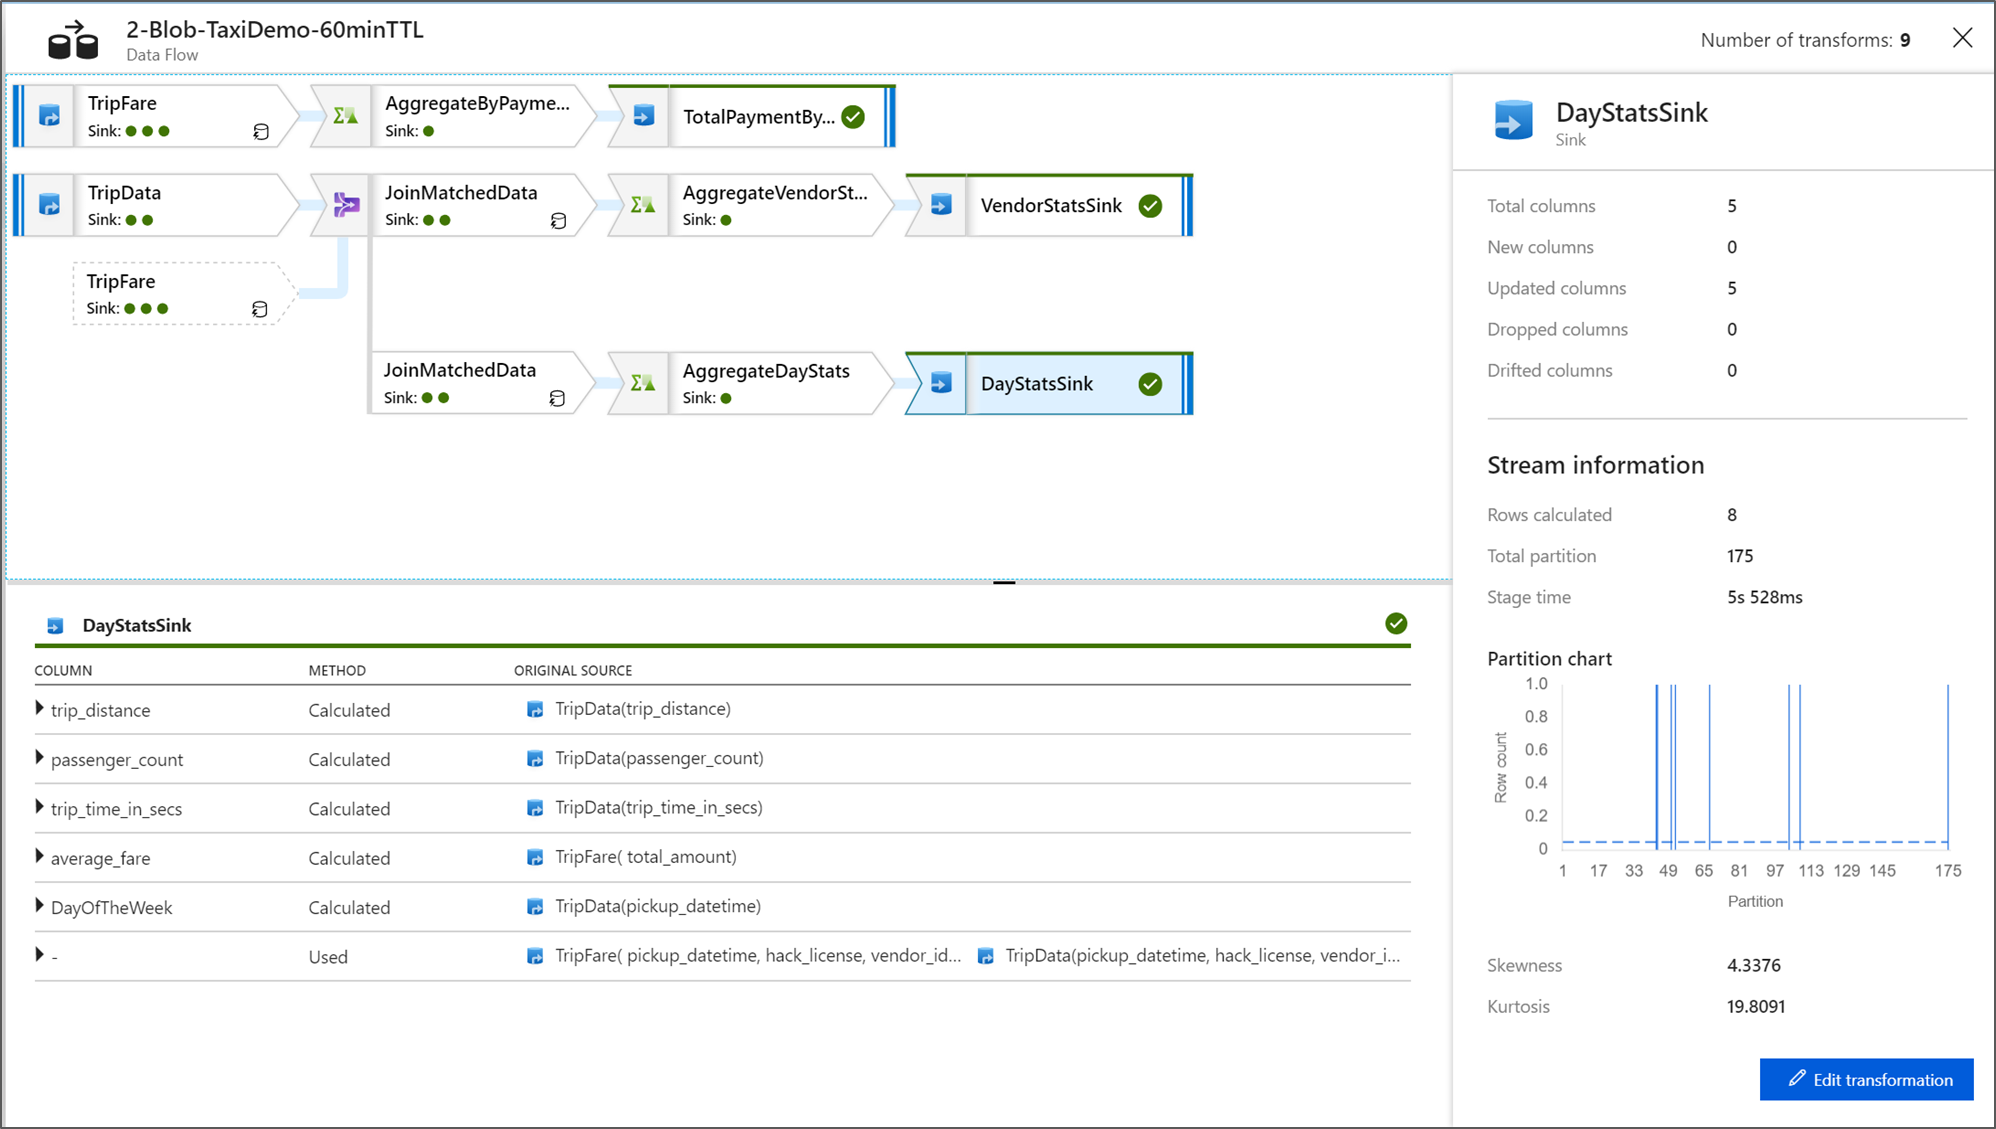 2-Blob-TaxiDemo-60minTTL
Data Flow
Number of transforms: 9
TripFare
Sink:
AggregateByPayme...
Sink:
TotalPaymentBy...
TripData
Sink:
JoinMatchedData
Sink:
AggregateVendorSt...
Sink:
VendorStatsSink
TripFare
Sink:
JoinMatchedData
Sink:
AggregateDayStats
Sink:
DayStatsSink
DayStatsSink
COLUMN METHOD ORIGINAL SOURCE
trip_distance Calculated TripData(trip_distance)
passenger_count Calculated TripData(passenger_count)
trip_time_in_secs Calculated TripData(trip_time_in_secs)
average_fare Calculated TripFare( total_amount)
DayOfTheWeek Calculated TripData(pickup_datetime)
- Used TripFare( pickup_datetime, hack_license, vendor_id... TripData(pickup_datetime, hack_license, vendor_i...
DayStatsSink
Sink
Total columns 5
New columns 0
Updated columns 5
Dropped columns 0
Drifted columns 0
Stream information
Rows calculated 8
Total partition 175
Stage time 5s 528ms
Partition chart
1.0
0.8
0.6
0.4
0.2
0
Row count
1 17 33 49 65 81 97 113 129 145 175
Partition
Skewness 4.3376
Kurtosis 19.8091
Edit transformation